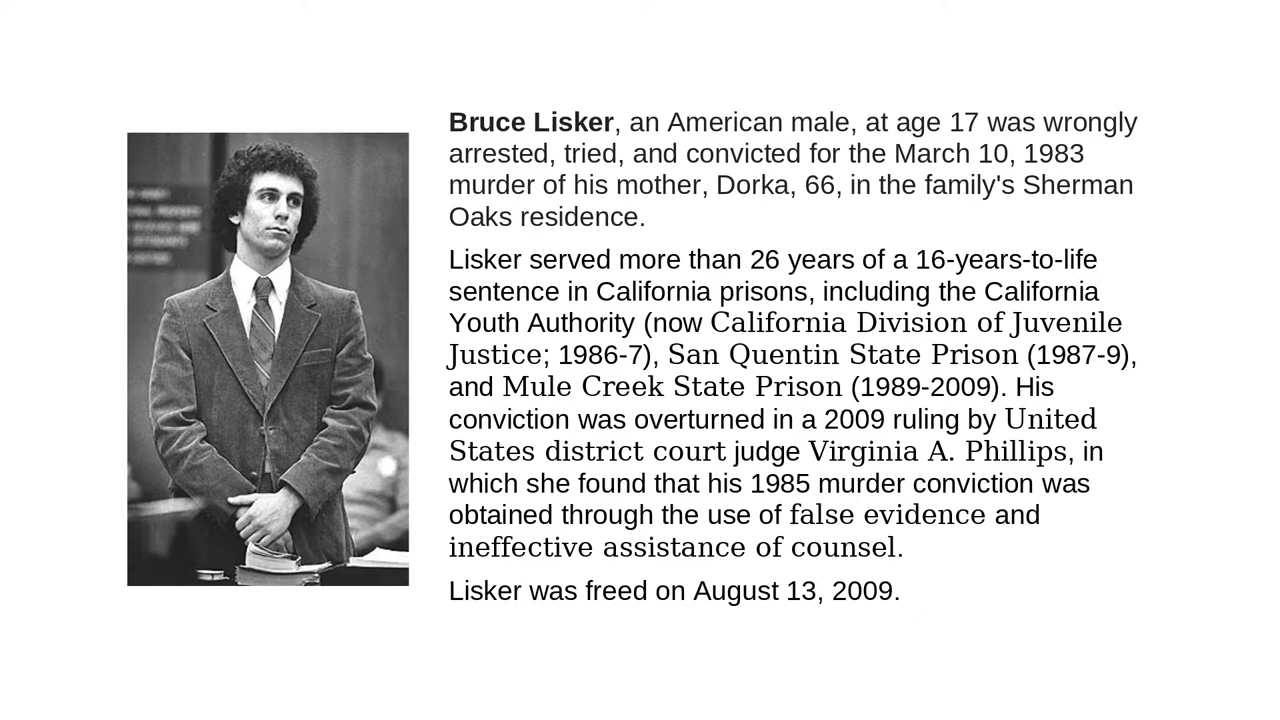 Bruce Lisker, an American male, at age 17 was wrongly
arrested, tried, and convicted for the March 10, 1983
murder of his mother, Dorka, 66, in the family's Sherman
Oaks residence.
Lisker served more than 26 years of a 16-years-to-life
sentence in California prisons, including the California
Youth Authority (now California Division of Juvenile
Justice; 1986-7), San Quentin State Prison (1987-9),
and Mule Creek State Prison (1989-2009). His
conviction was overturned in a 2009 ruling by United
States district court judge Virginia A. Phillips, in
which she found that his 1985 murder conviction was
obtained through the use of false evidence and
ineffective assistance of counsel.
Lisker was freed on August 13, 2009.